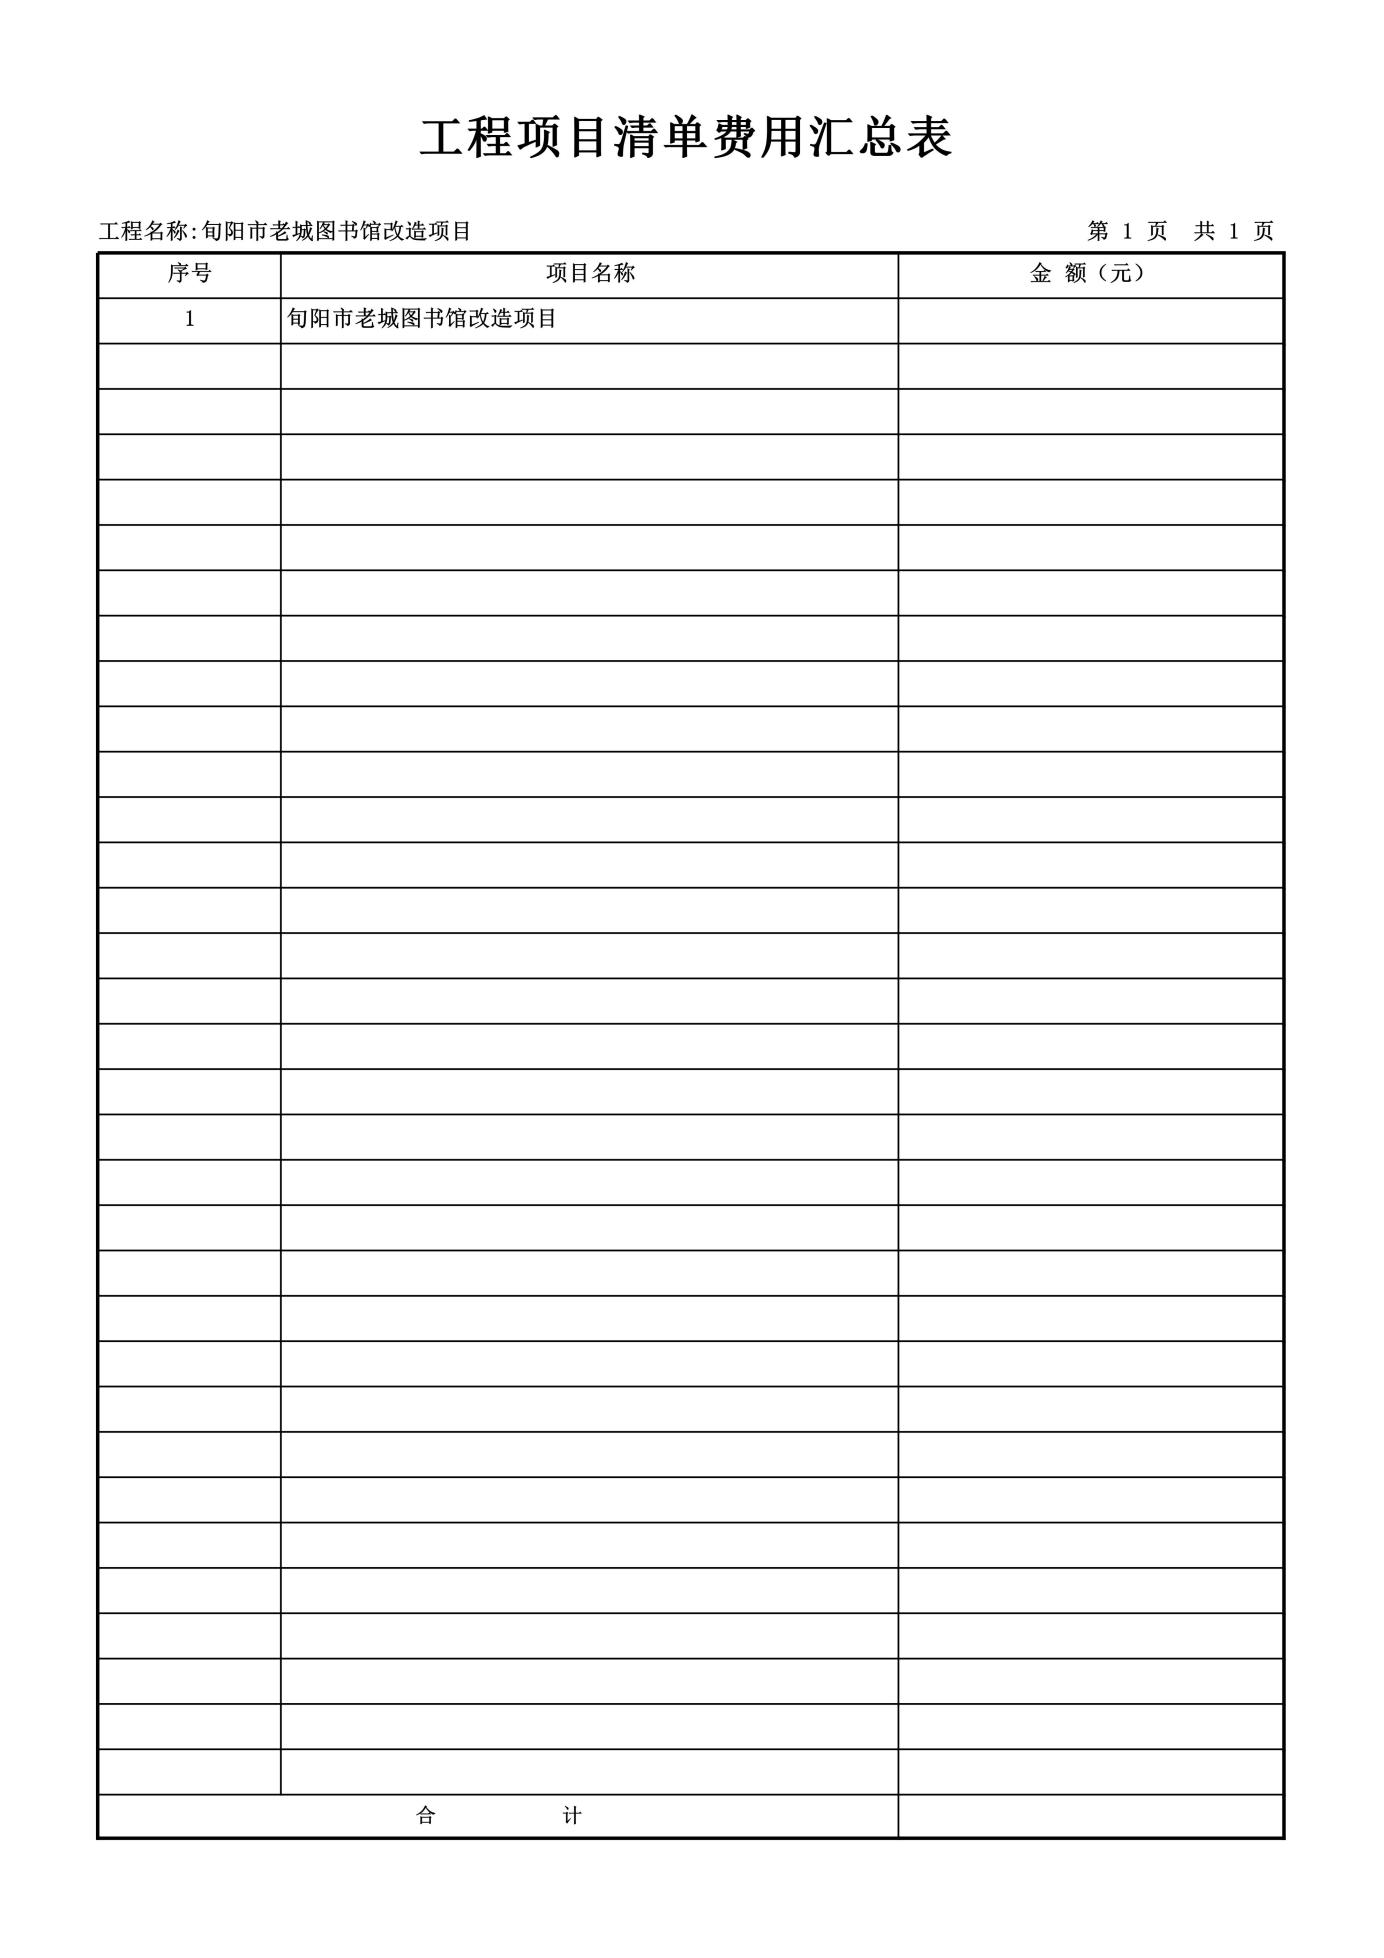 工程项目清单费用汇总表
工程名称:旬阳市老城图书馆改造项目 第 1 页 共 1 页
序号 项目名称 金 额（元）
1 旬阳市老城图书馆改造项目
合 计